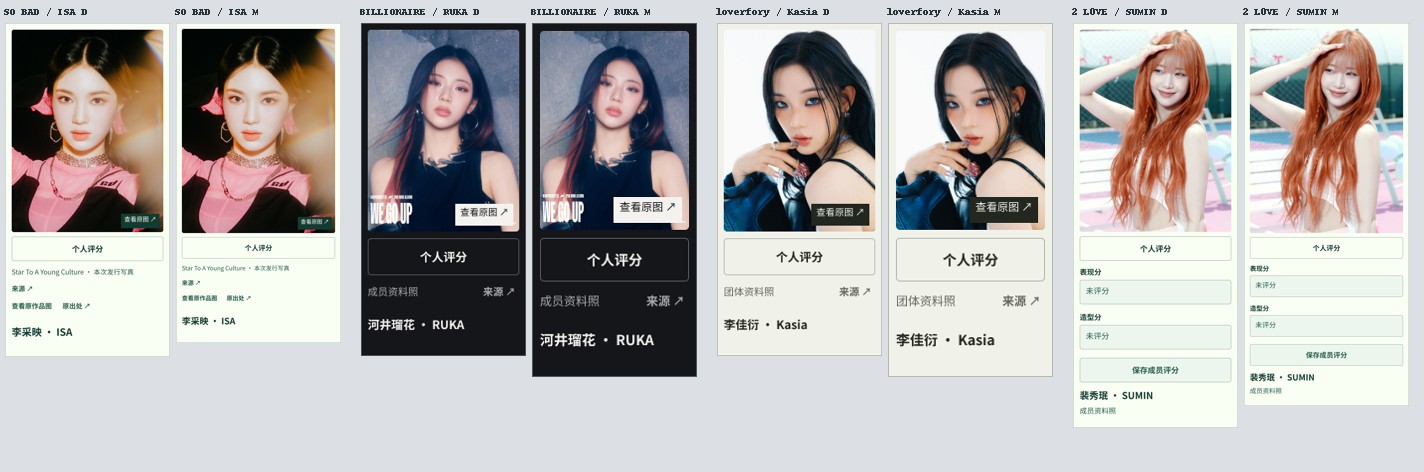 SO BAD / ISA D
查看原图 ↗
个人评分
Star To A Young Culture · 本次发行写真
来源 ↗
查看原作品图 原出处 ↗
李采映 · ISA
SO BAD / ISA M
查看原图 ↗
个人评分
Star To A Young Culture · 本次发行写真
来源 ↗
查看原作品图 原出处 ↗
李采映 · ISA
BILLIONAIRE / RUKA D
WE GO UP
查看原图 ↗
个人评分
成员资料照 来源 ↗
河井瑠花 · RUKA
BILLIONAIRE / RUKA M
WE GO UP
查看原图 ↗
个人评分
成员资料照 来源 ↗
河井瑠花 · RUKA
loverfory / Kasia D
查看原图 ↗
个人评分
团体资料照 来源 ↗
李佳衍 · Kasia
loverfory / Kasia M
查看原图 ↗
个人评分
团体资料照 来源 ↗
李佳衍 · Kasia
2 LOVE / SUMIN D
个人评分
表现分
未评分
造型分
未评分
保存成员评分
裴秀珉 · SUMIN
成员资料照
2 LOVE / SUMIN M
个人评分
表现分
未评分
造型分
未评分
保存成员评分
裴秀珉 · SUMIN
成员资料照